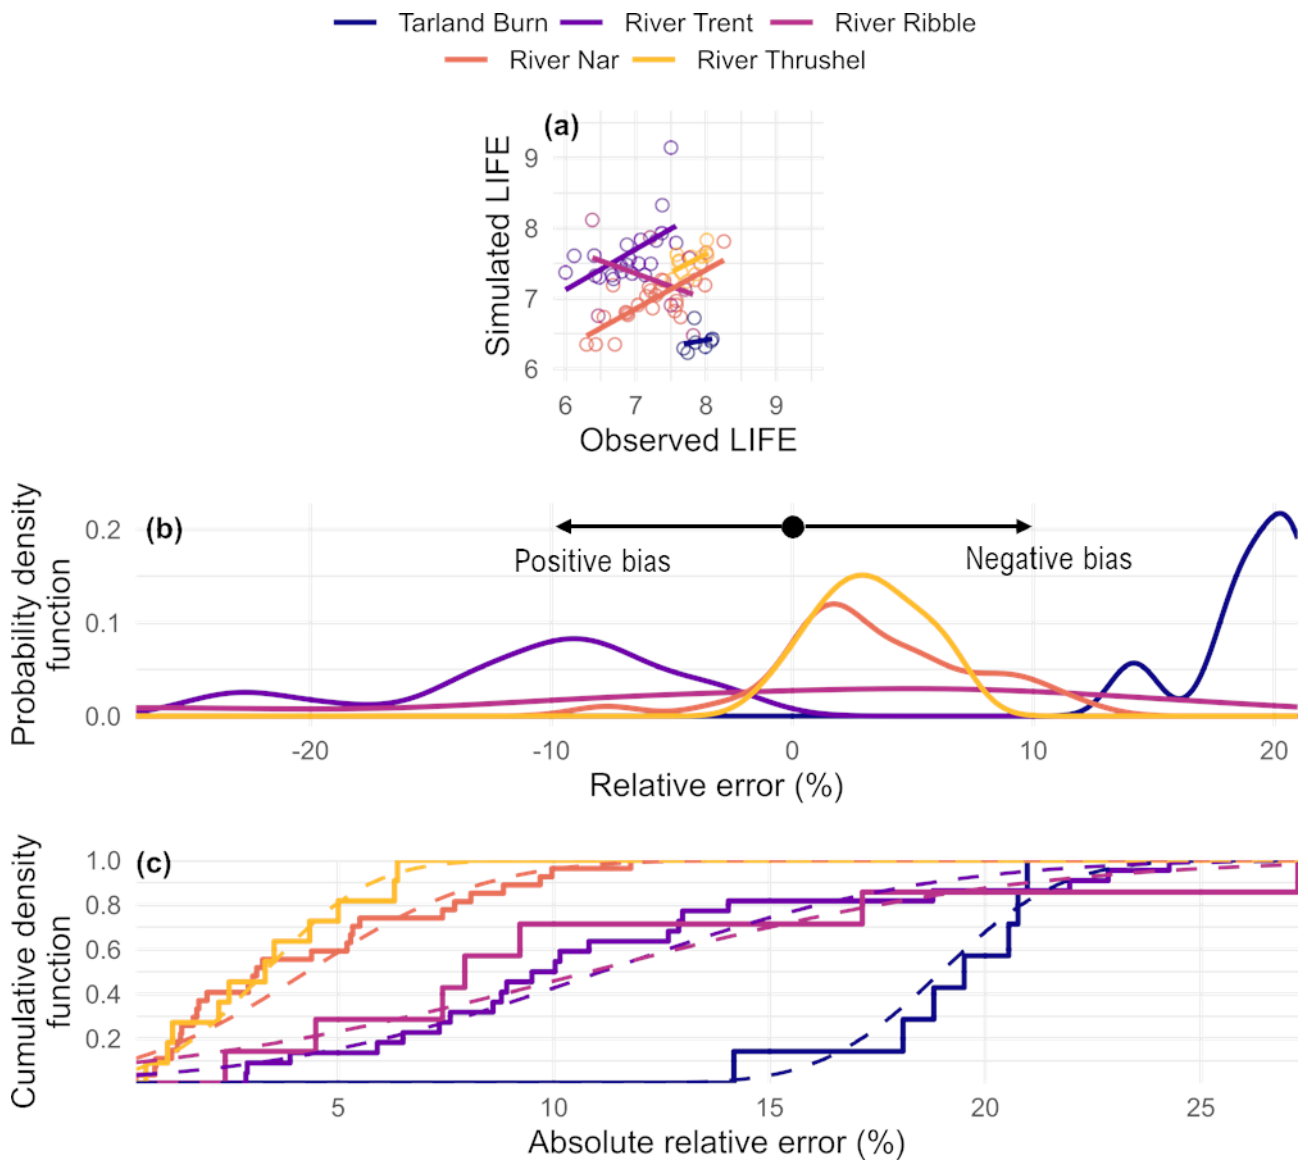 Tarland Burn River Trent River Ribble
River Nar River Thrushel
(a)
Simulated LIFE
9
8
7
6
6 7 8 9
Observed LIFE
Probability density
function
(b)
0.2
0.1
0.0
Positive bias
Negative bias
-20 -10 0 10 20
Relative error (%)
Cumulative density
function
(c)
1.0
0.8
0.6
0.4
0.2
5 10 15 20 25
Absolute relative error (%)